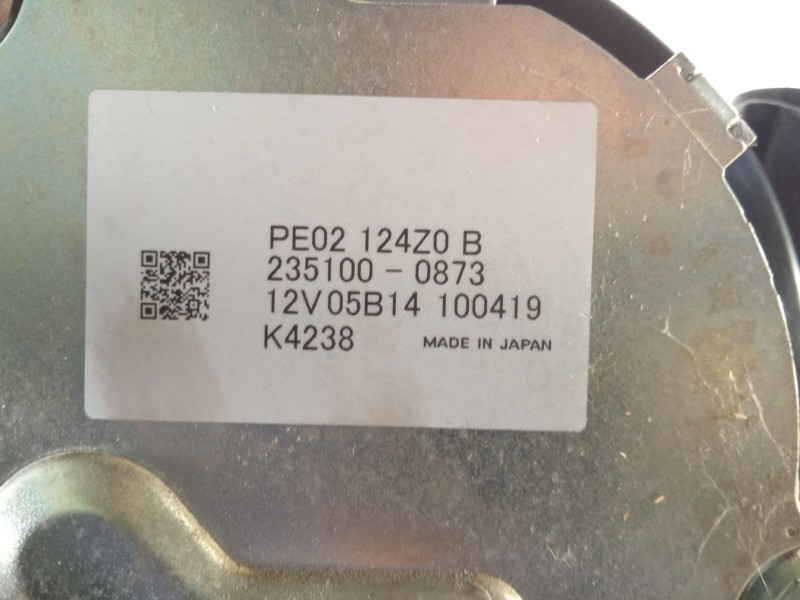 PE02 124Z0 B
235100-0873
12V05B14 100419
K4238 MADE IN JAPAN